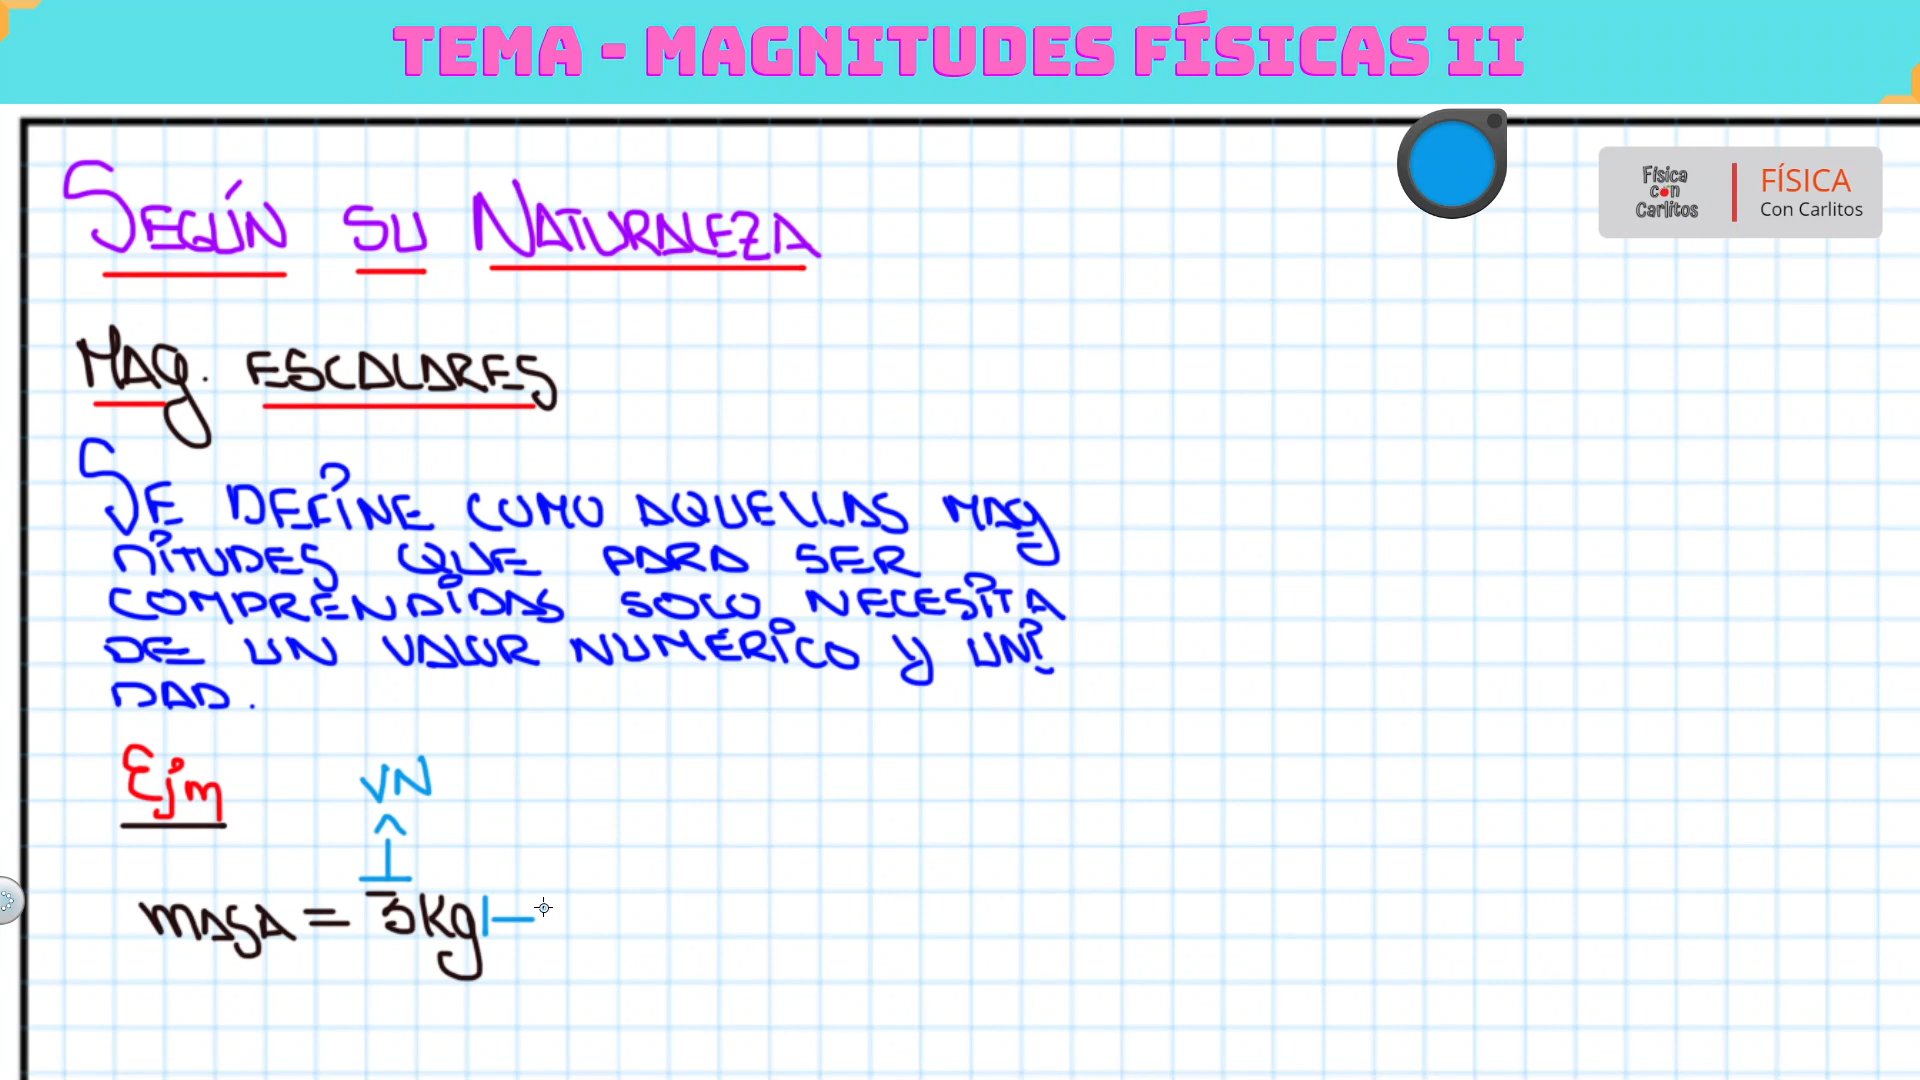 TEMA - MAGNITUDES FÍSICAS II
Física
con
Carlitos
FÍSICA
Con Carlitos
SEGÚN SU NATURALEZA
MAG. ESCALARES
SE DEFINE COMO AQUELLAS MAG
NITUDES QUE PARA SER
COMPRENDIDAS SOLO NECESITA
DE UN VALOR NUMÉRICO Y UNI
DAD.
Ejm
VN
MASA = 3kg